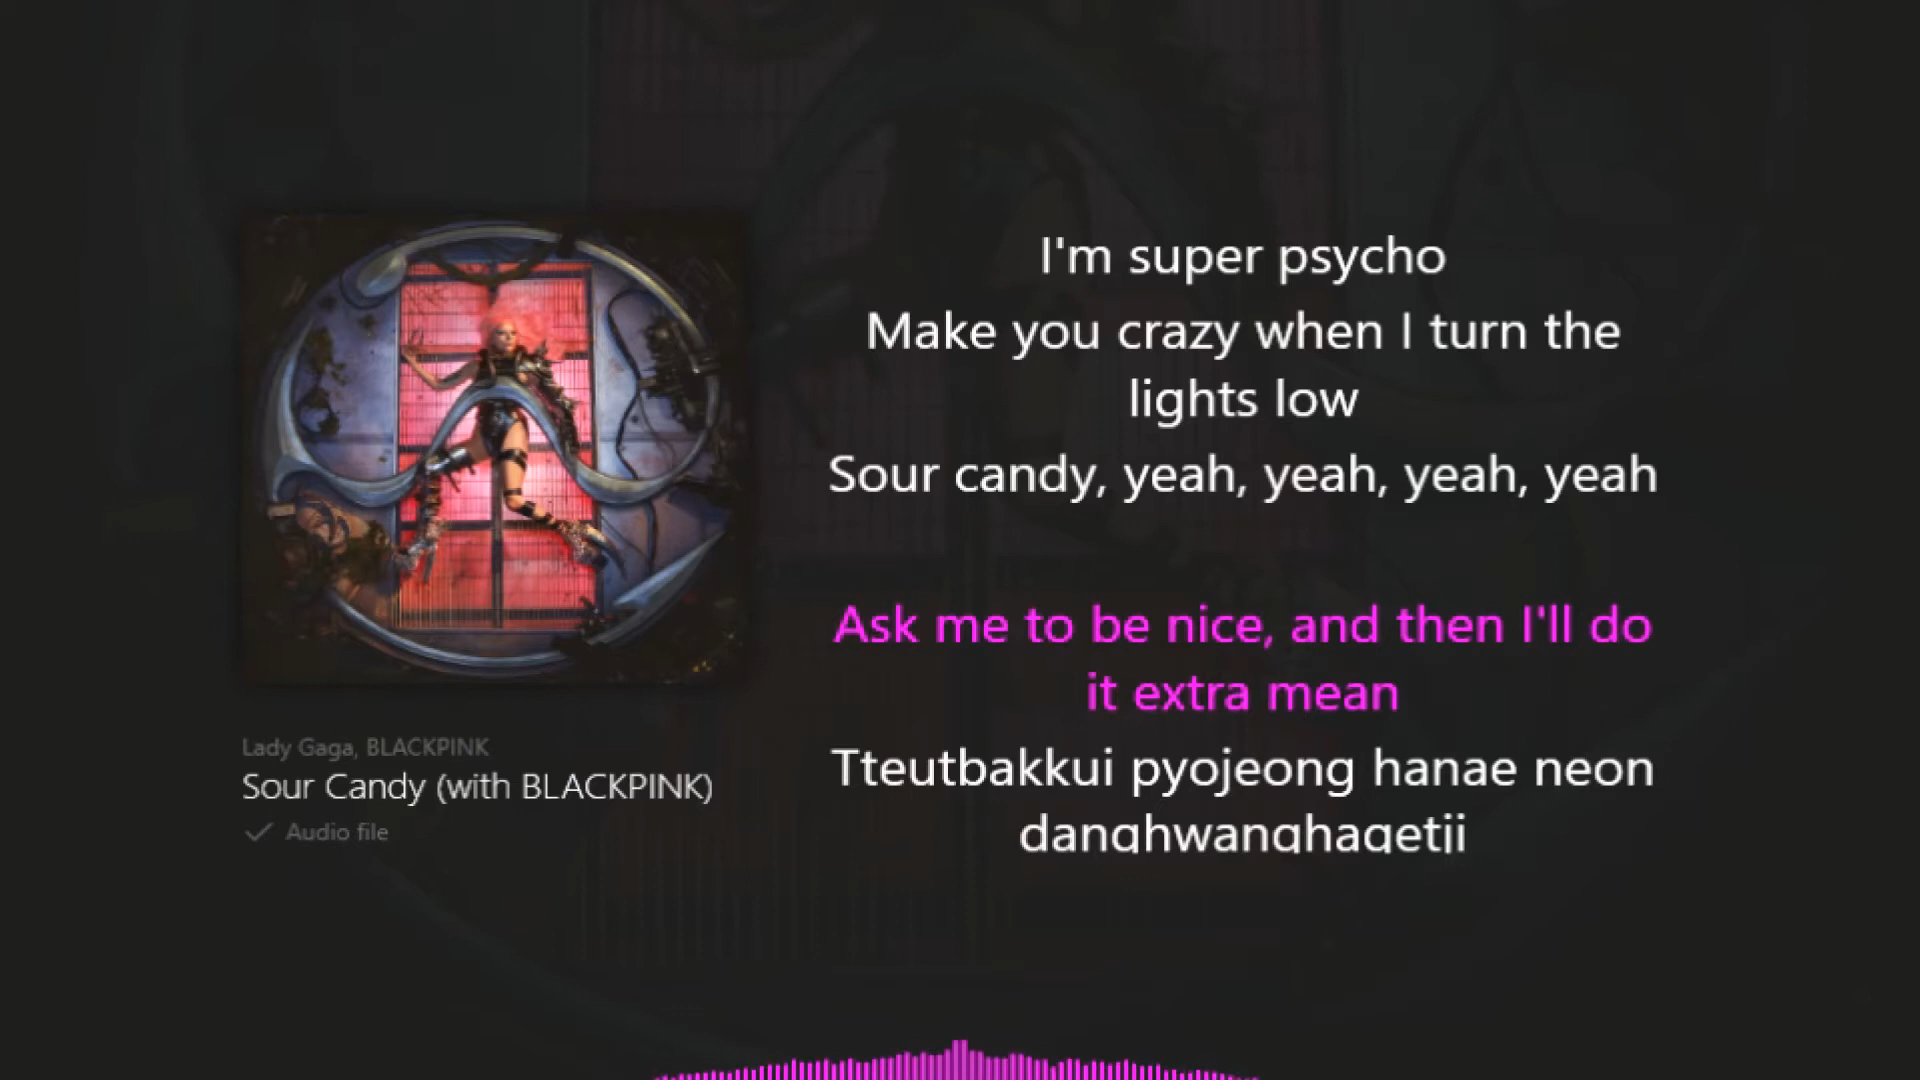 I'm super psycho
Make you crazy when I turn the
lights low
Sour candy, yeah, yeah, yeah, yeah
Ask me to be nice, and then I'll do
it extra mean
Tteutbakkui pyojeong hanae neon
danghwanghagetji
Lady Gaga, BLACKPINK
Sour Candy (with BLACKPINK)
Audio file